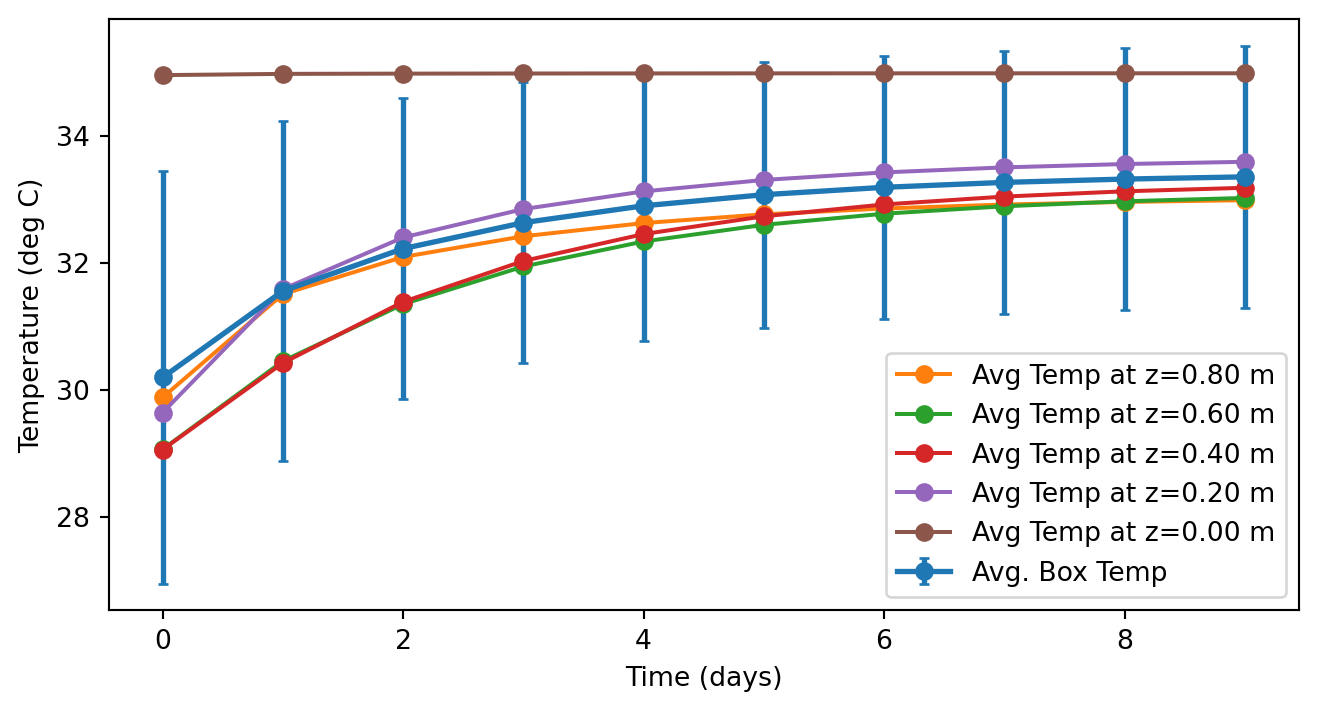 Temperature (deg C)
34
32
30
28
0
2
4
6
8
Time (days)
Avg Temp at z=0.80 m
Avg Temp at z=0.60 m
Avg Temp at z=0.40 m
Avg Temp at z=0.20 m
Avg Temp at z=0.00 m
Avg. Box Temp